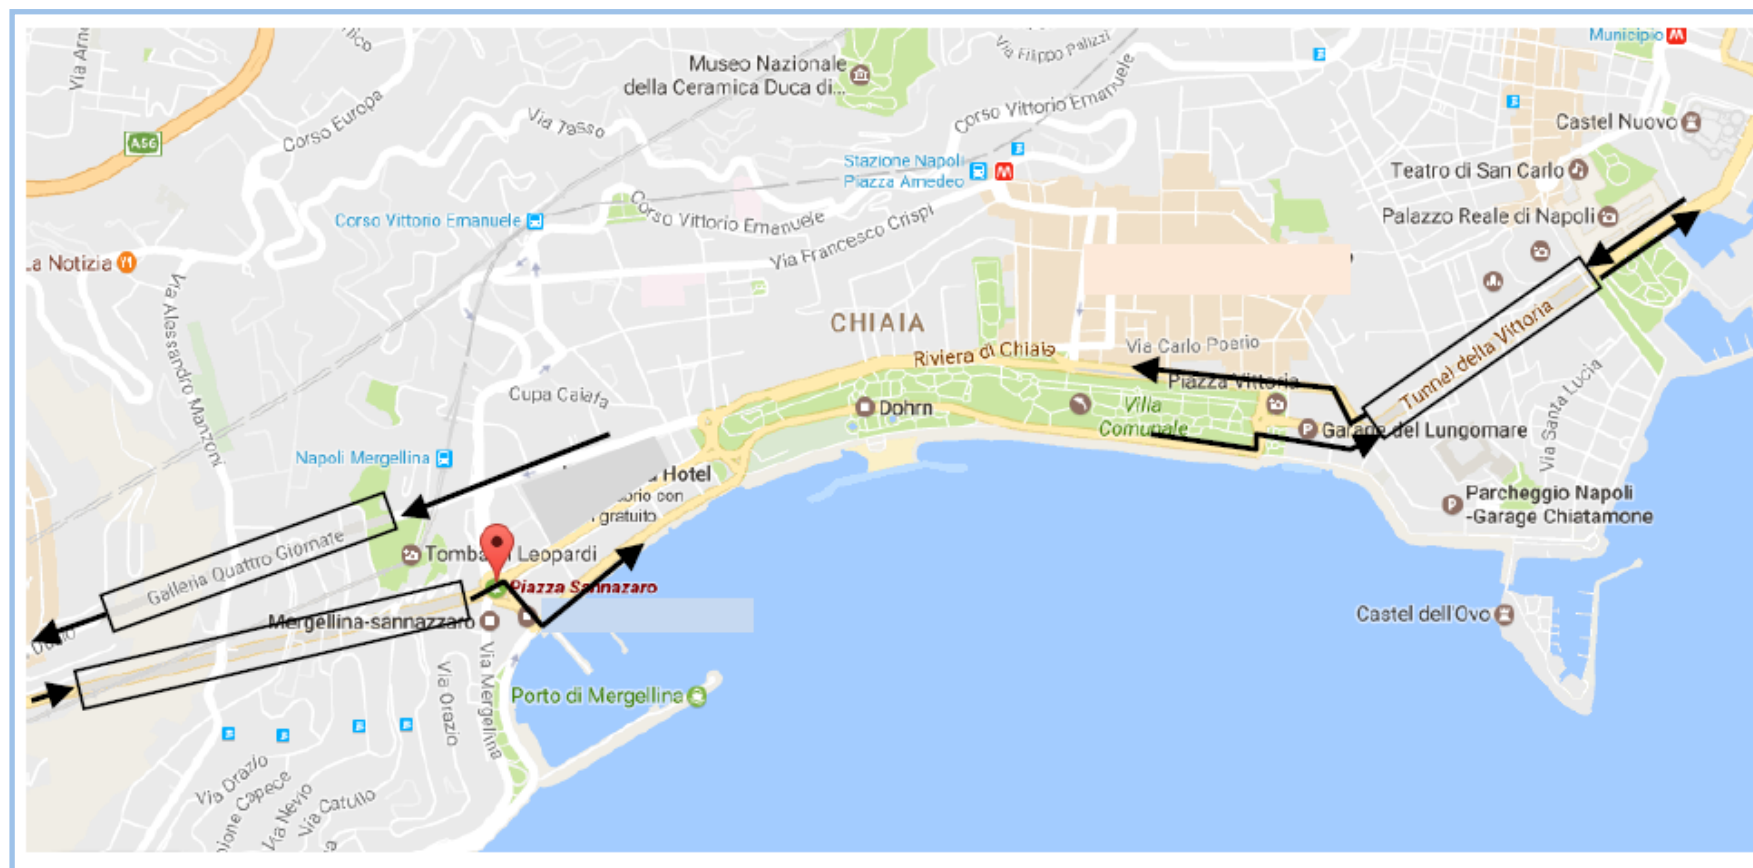 Via Filippo Palizzi
Municipio
Museo Nazionale
della Ceramica Duca di...
Corso Europa
Via Tasso
Corso Vittorio Emanuele
A56
Castel Nuovo
Stazione Napoli
Piazza Amedeo
Teatro di San Carlo
Corso Vittorio Emanuele
Corso Vittorio Emanuele
Palazzo Reale di Napoli
Via Francesco Crispi
La Notizia
Via Alessandro Manzoni
CHIAIA
Riviera di Chiaia
Via Carlo Poerio
Tunnel della Vittoria
Piazza Vittoria
Cupa Caiafa
Dohrn
Villa
Comunale
Garage del Lungomare
Via Santa Lucia
Napoli Mergellina
Hotel
orio con
gratuito
Parcheggio Napoli
-Garage Chiatamone
Galleria Quattro Giornate
Tomba di Leopardi
Piazza Sannazaro
Mergellina-sannazzaro
Castel dell'Ovo
Via Orazio
Via Mergellina
Porto di Mergellina
Via Orazio
pione Capece
Via Nevio
Via Catullo